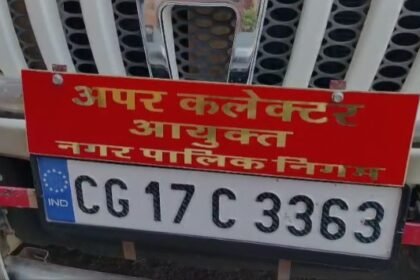 अपर कलेक्टर
आयुक्त
नगर पालिक निगम
IND CG 17 C 3363